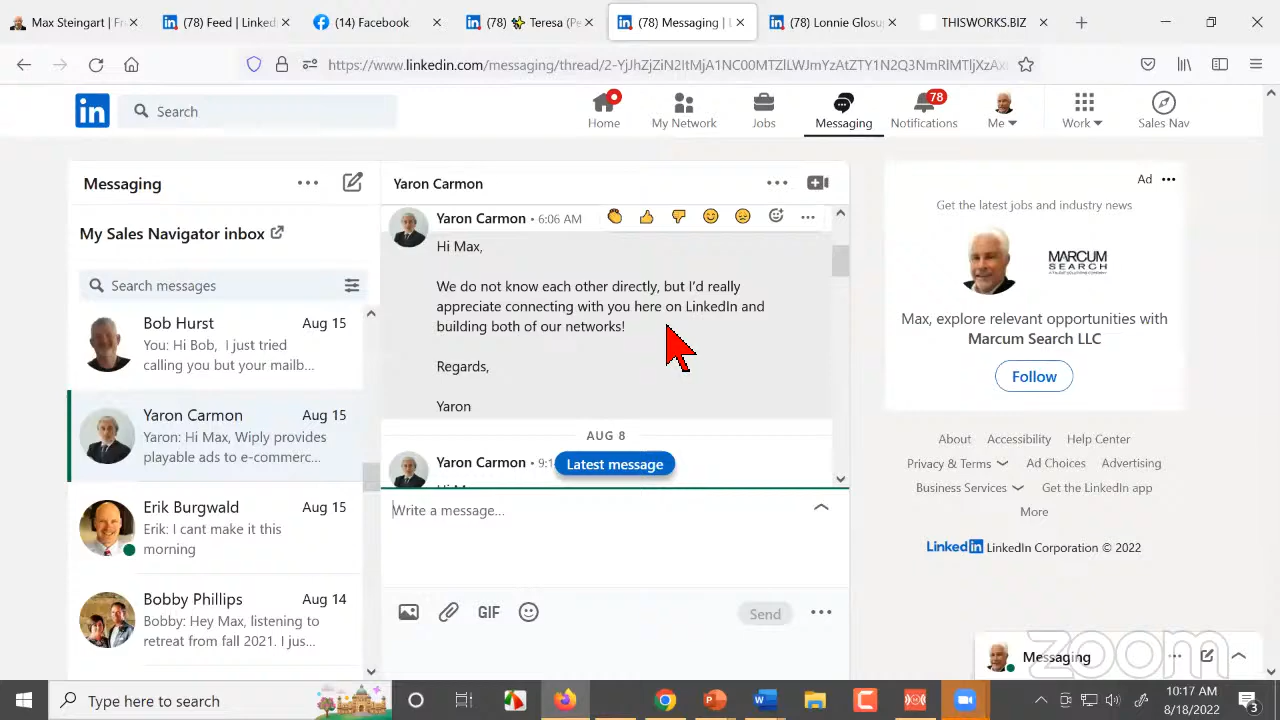 Max Steingart | Froi
(78) Feed | Linked
(14) Facebook
(78) ✨ Teresa (Pe
(78) Messaging | L
(78) Lonnie Glosup
THISWORKS.BIZ
https://www.linkedin.com/messaging/thread/2-YjJhZjZiN2ItMjA1NC00MTZlLWJmYzAtZTY1N2Q3NmRlMTljXzAx
in
Search
Home
My Network
Jobs
Messaging
78
Notifications
Me
Work
Sales Nav
Messaging
My Sales Navigator inbox
Search messages
Bob Hurst Aug 15
You: Hi Bob, I just tried
calling you but your mailb...
Yaron Carmon Aug 15
Yaron: Hi Max, Wiply provides
playable ads to e-commerc...
Erik Burgwald Aug 15
Erik: I cant make it this
morning
Bobby Phillips Aug 14
Bobby: Hey Max, listening to
retreat from fall 2021. I jus...
Yaron Carmon
Yaron Carmon • 6:06 AM
Hi Max,
We do not know each other directly, but I'd really
appreciate connecting with you here on LinkedIn and
building both of our networks!
Regards,
Yaron
AUG 8
Yaron Carmon • 9:1
Latest message
Write a message...
GIF
Send
Ad
Get the latest jobs and industry news
MARCUM
SEARCH
Max, explore relevant opportunities with
Marcum Search LLC
Follow
About Accessibility Help Center
Privacy & Terms Ad Choices Advertising
Business Services Get the LinkedIn app
More
LinkedIn LinkedIn Corporation © 2022
Messaging
zoom
Type here to search
10:17 AM
8/18/2022
3